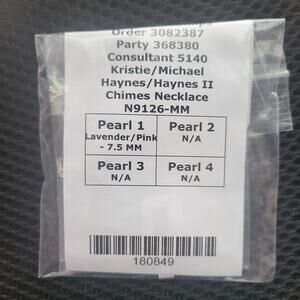 Order 3082387
Party 368380
Consultant 5140
Kristie/Michael
Haynes/Haynes II
Chimes Necklace
N9126-MM
Pearl 1
Lavender/Pink
- 7.5 MM
Pearl 2
N/A
Pearl 3
N/A
Pearl 4
N/A
180849